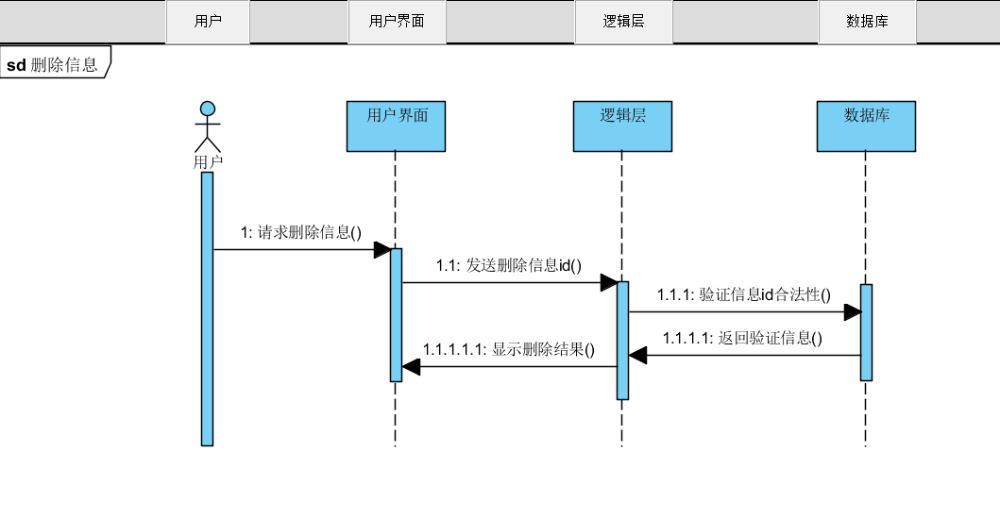 用户 用户界面 逻辑层 数据库
sd 删除信息
用户界面 逻辑层 数据库
用户
1: 请求删除信息()
1.1: 发送删除信息id()
1.1.1: 验证信息id合法性()
1.1.1.1: 返回验证信息()
1.1.1.1.1: 显示删除结果()